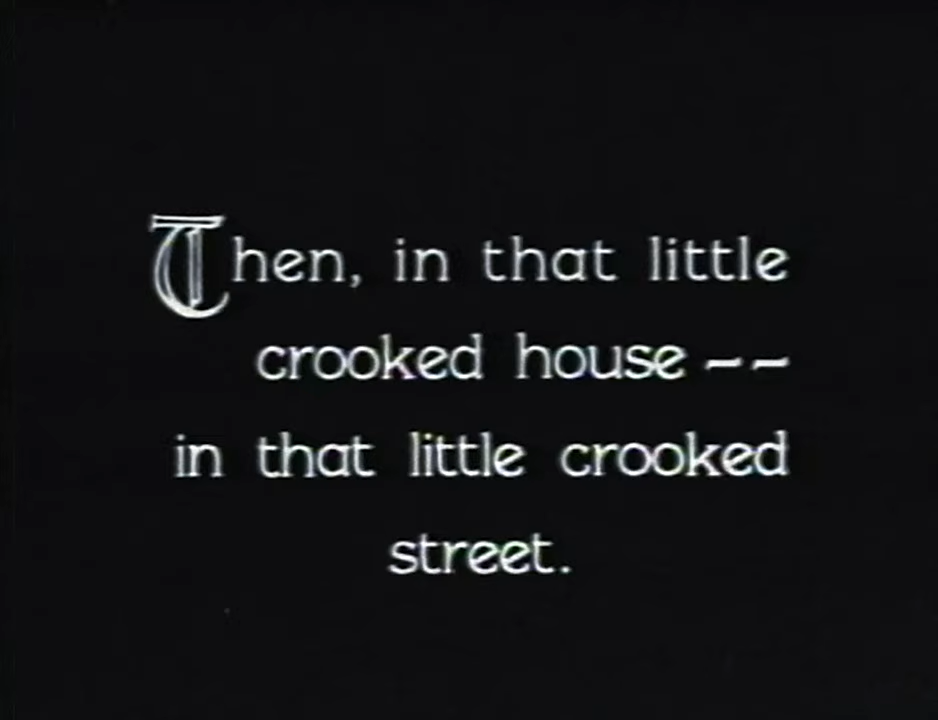 Then, in that little
crooked house --
in that little crooked
street.